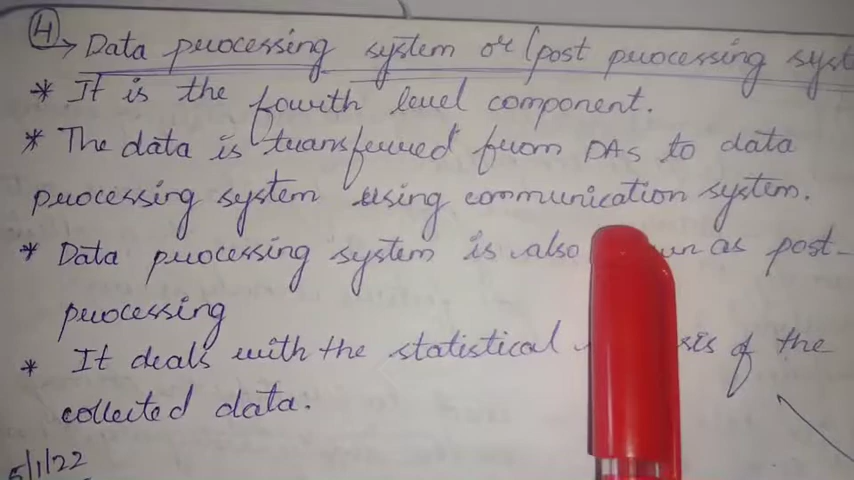 4 → Data processing system or (post processing syst
* It is the fourth level component.
* The data is transferred from DAS to data
processing system using communication system.
* Data processing system is also as post-
processing
* It deals with the statistical of the
collected data.
5/1/22